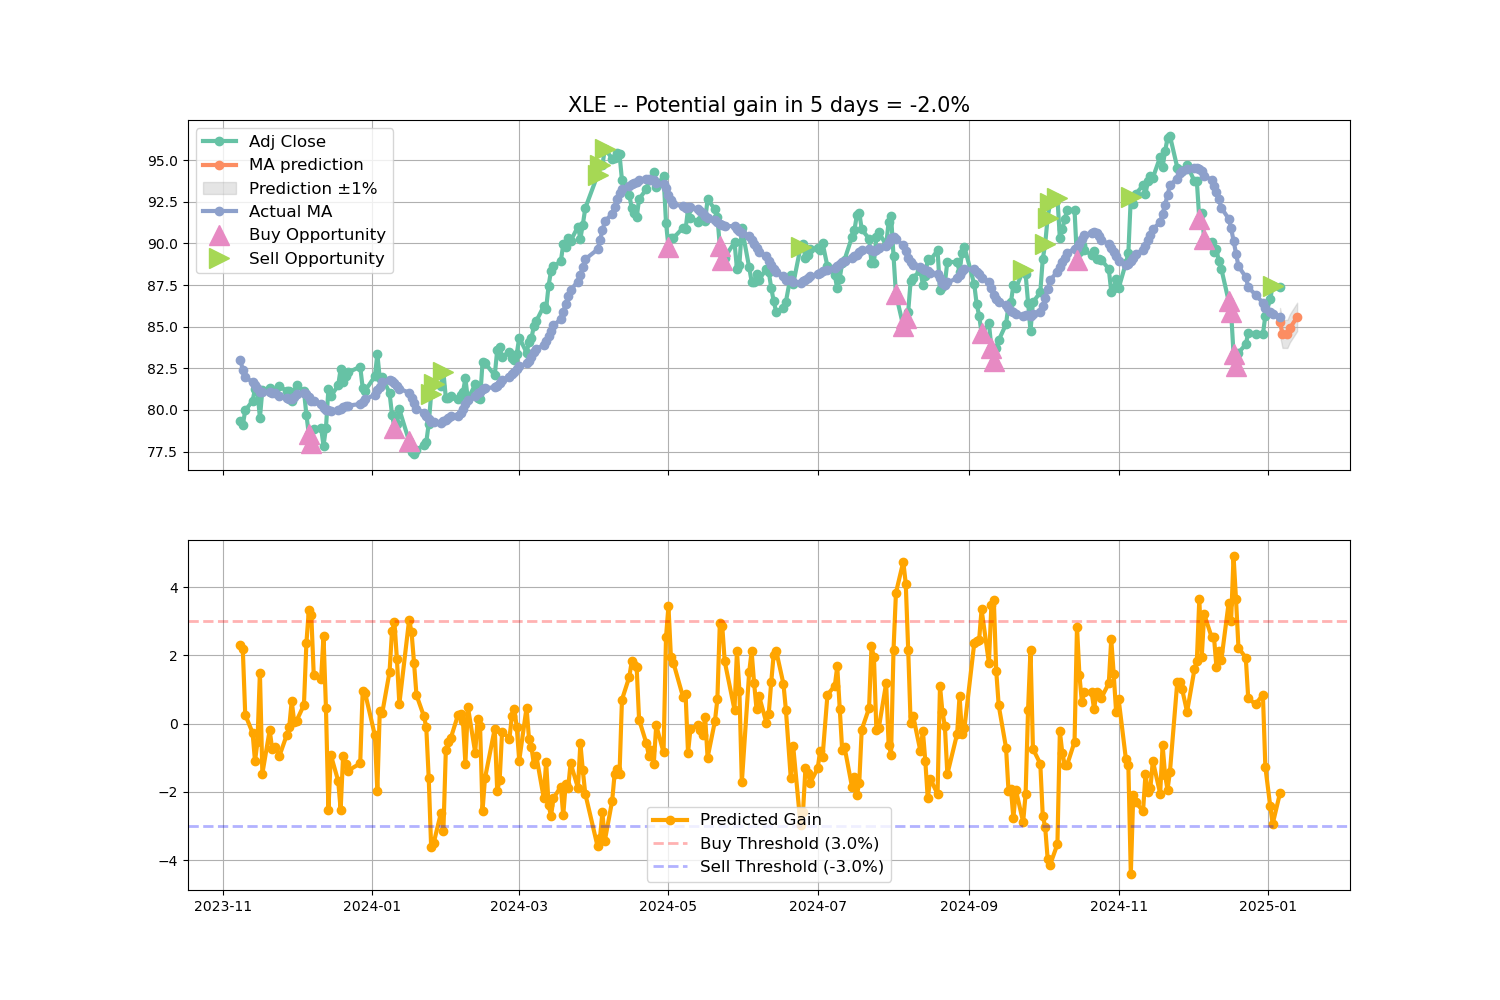 XLE -- Potential gain in 5 days = -2.0%
95.0
92.5
90.0
87.5
85.0
82.5
80.0
77.5
Adj Close
MA prediction
Prediction ±1%
Actual MA
Buy Opportunity
Sell Opportunity
4
2
0
−2
−4
Predicted Gain
Buy Threshold (3.0%)
Sell Threshold (-3.0%)
2023-11 2024-01 2024-03 2024-05 2024-07 2024-09 2024-11 2025-01